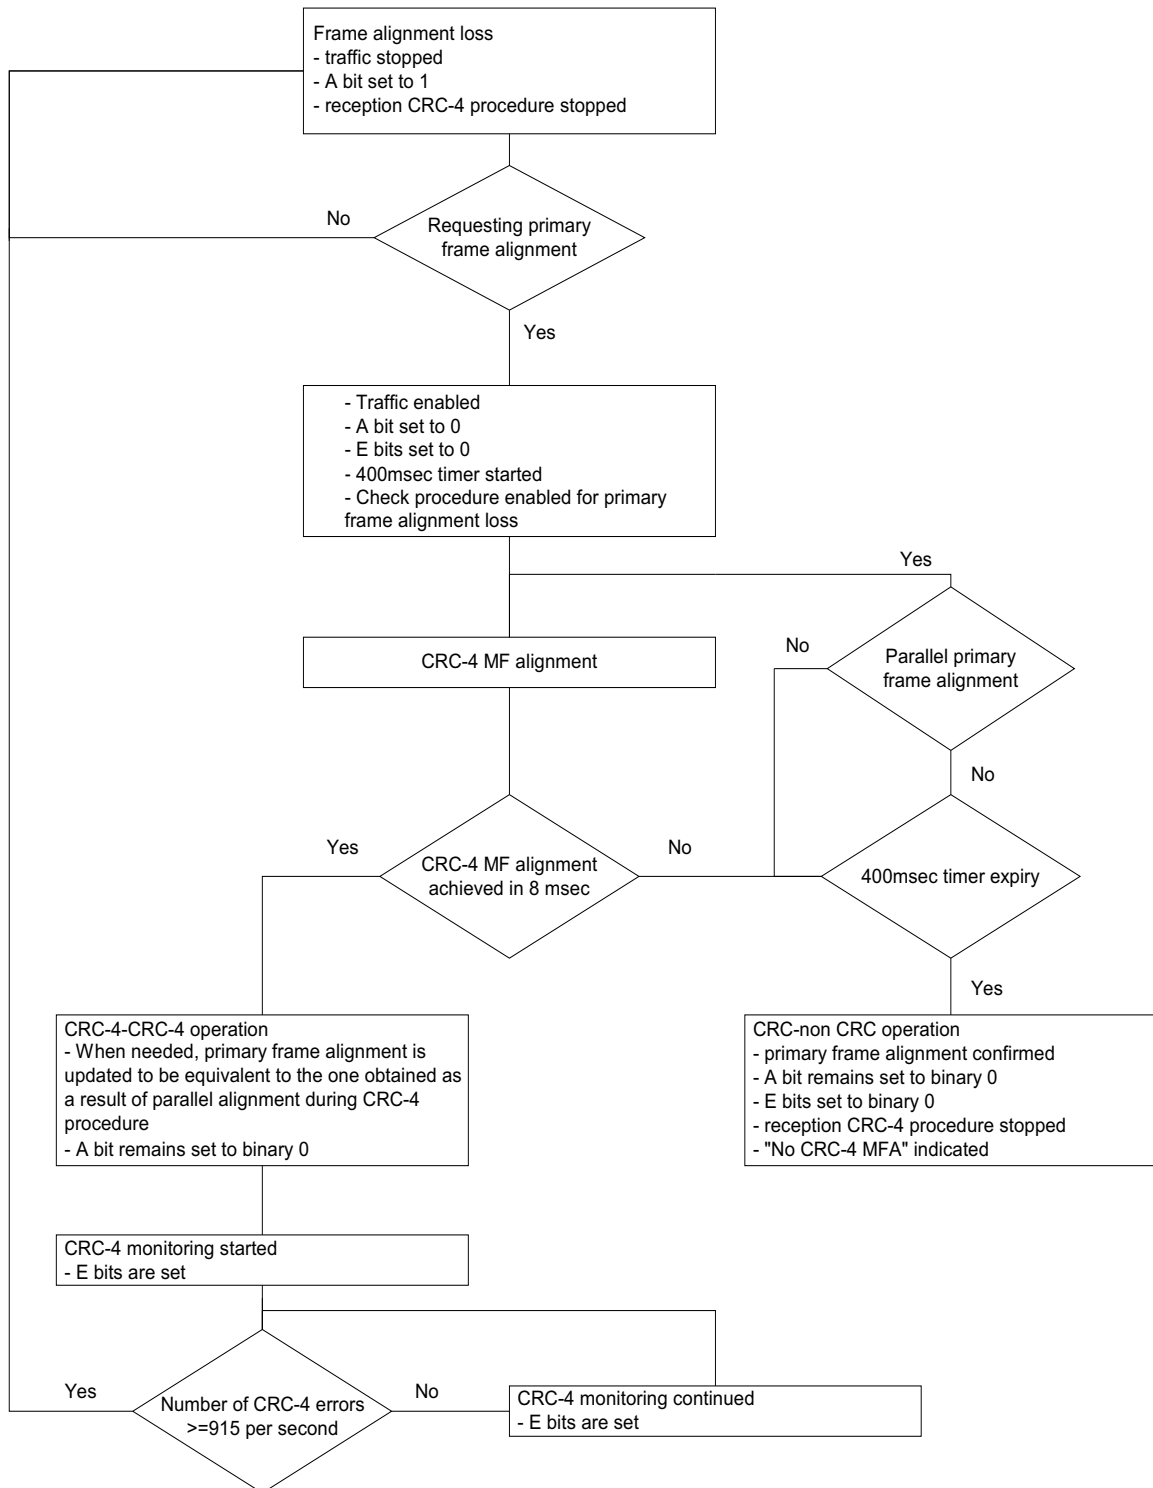 Frame alignment loss
- traffic stopped
- A bit set to 1
- reception CRC-4 procedure stopped
No
Requesting primary
frame alignment
Yes
- Traffic enabled
- A bit set to 0
- E bits set to 0
- 400msec timer started
- Check procedure enabled for primary
frame alignment loss
Yes
CRC-4 MF alignment
No
Parallel primary
frame alignment
No
Yes
CRC-4 MF alignment
achieved in 8 msec
No
400msec timer expiry
Yes
CRC-4-CRC-4 operation
- When needed, primary frame alignment is
updated to be equivalent to the one obtained as
a result of parallel alignment during CRC-4
procedure
- A bit remains set to binary 0
CRC-non CRC operation
- primary frame alignment confirmed
- A bit remains set to binary 0
- E bits set to binary 0
- reception CRC-4 procedure stopped
- "No CRC-4 MFA" indicated
CRC-4 monitoring started
- E bits are set
Yes
Number of CRC-4 errors
>=915 per second
No
CRC-4 monitoring continued
- E bits are set